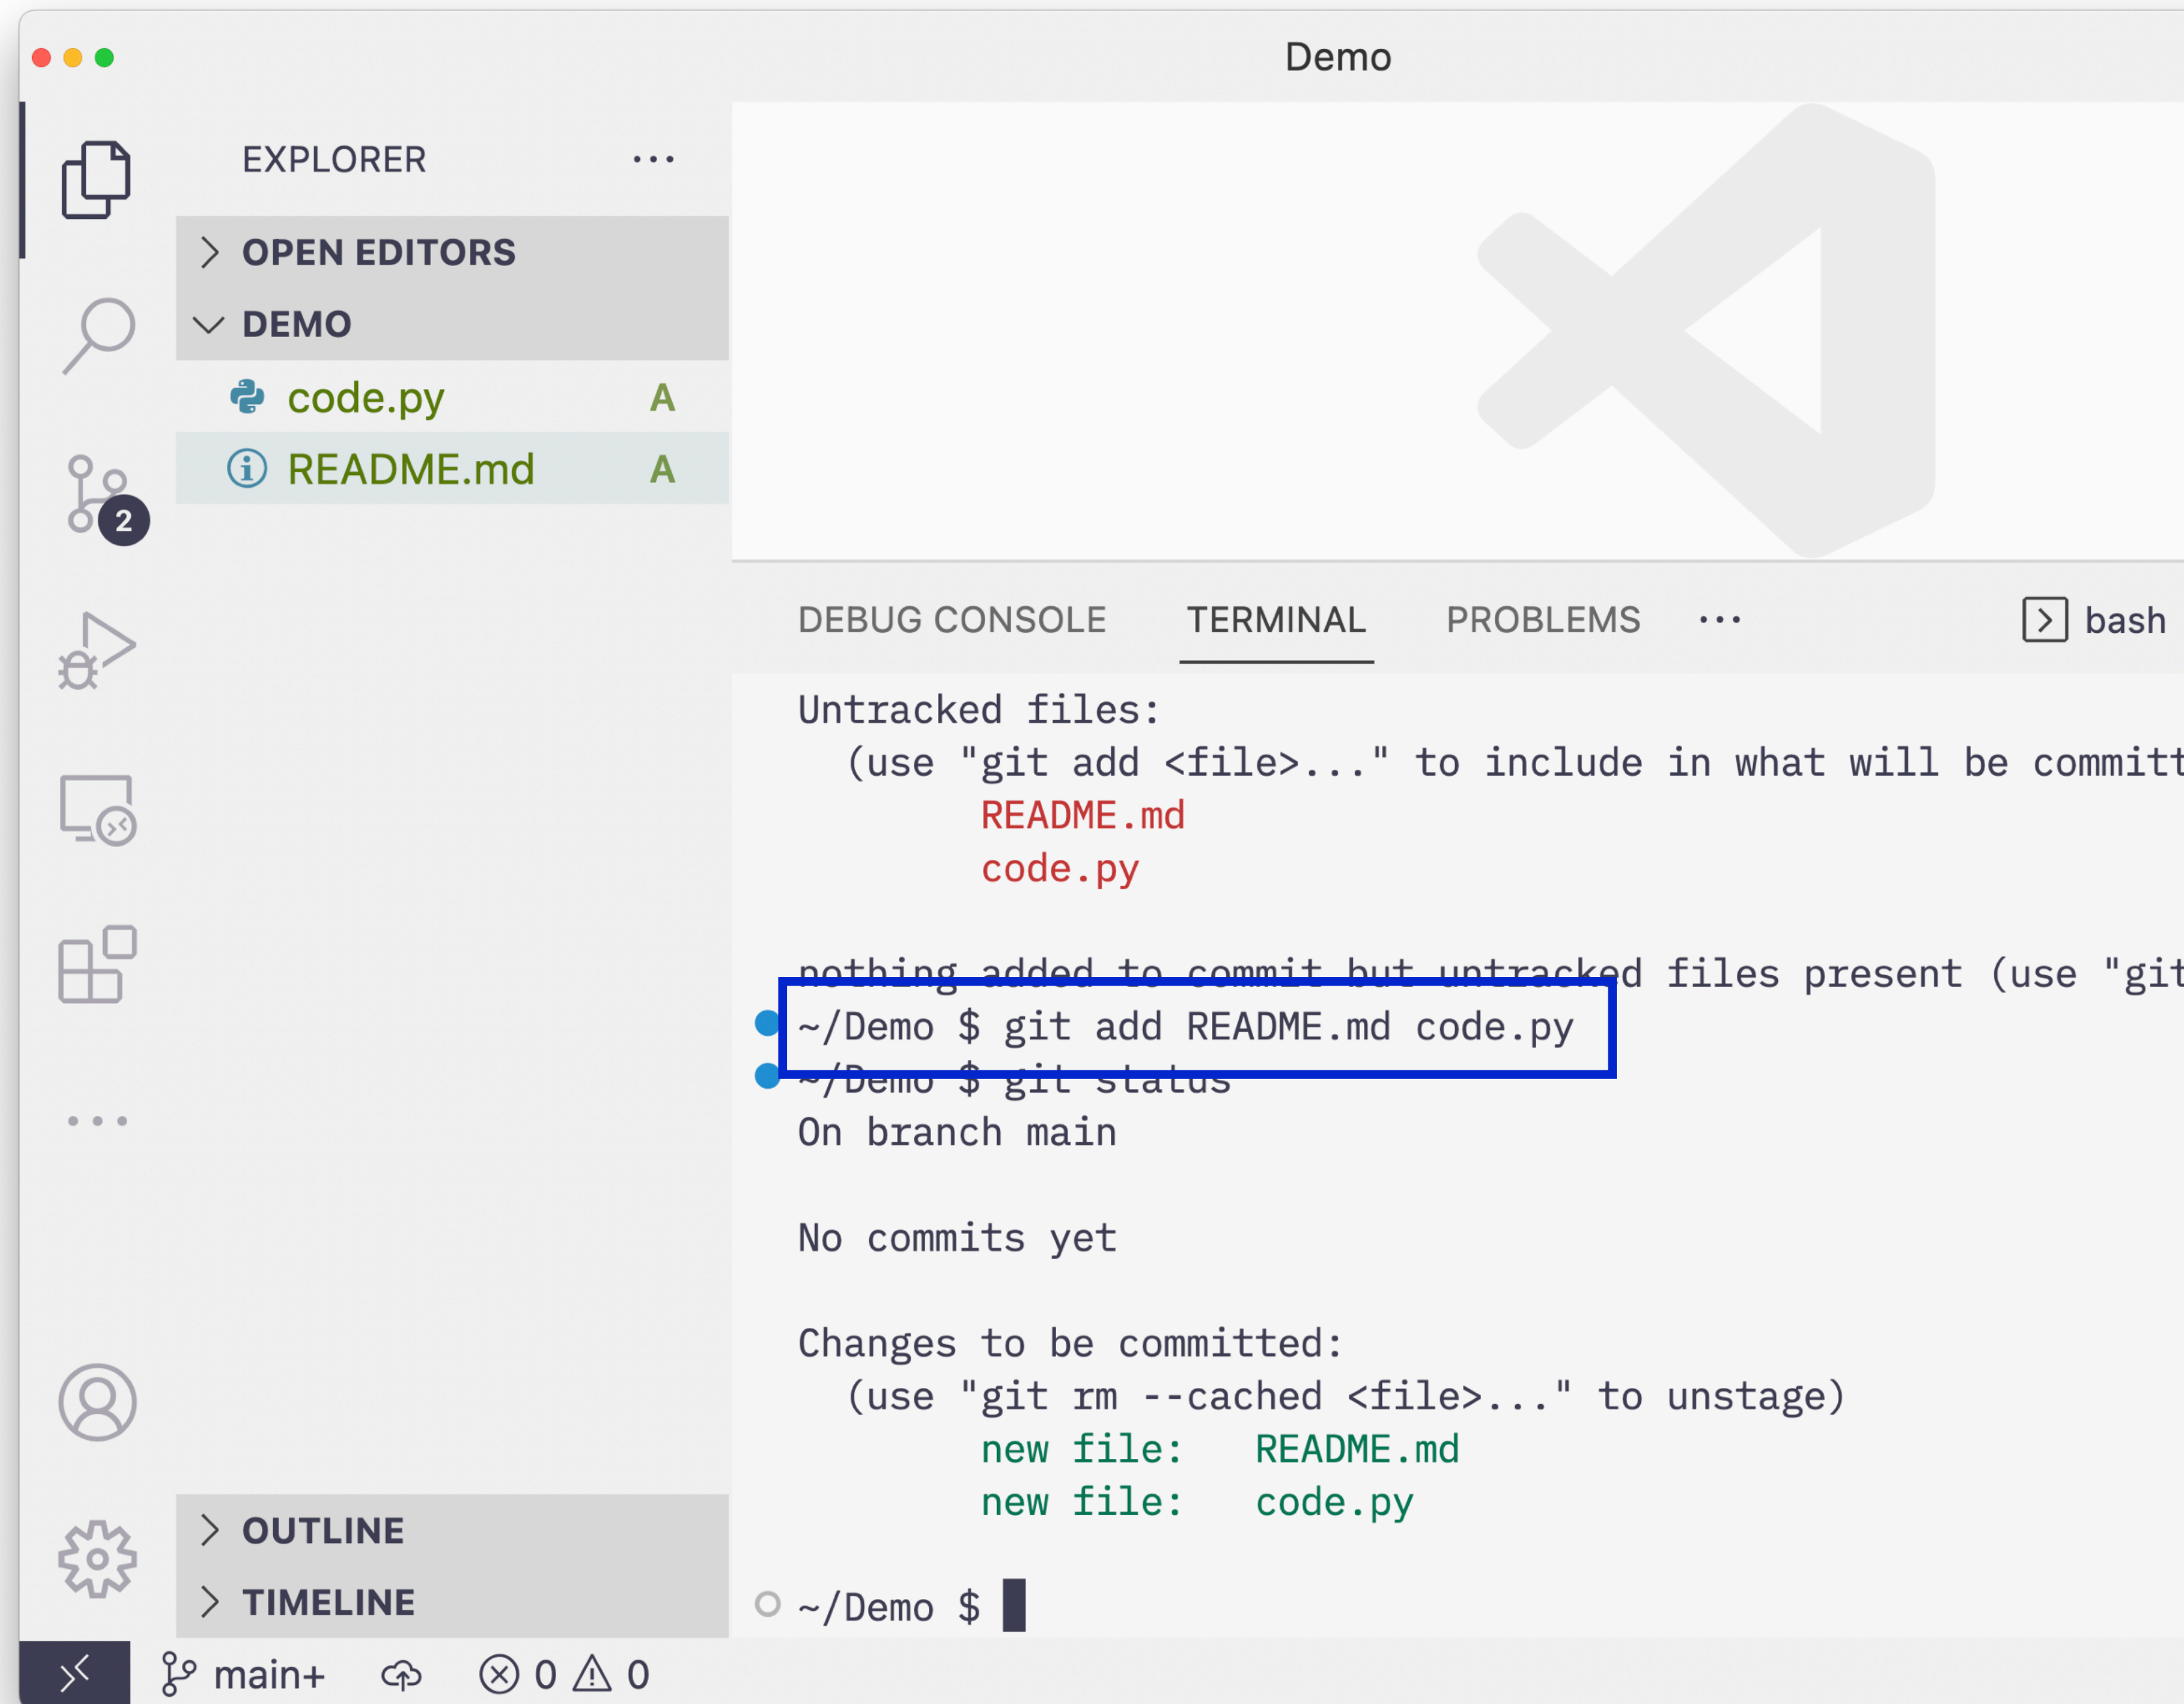 Demo
EXPLORER ...
OPEN EDITORS
DEMO
code.py A
README.md A
2
DEBUG CONSOLE TERMINAL PROBLEMS ... bash
Untracked files:
(use "git add <file>..." to include in what will be committ
README.md
code.py
nothing added to commit but untracked files present (use "git
~/Demo $ git add README.md code.py
~/Demo $ git status
On branch main
No commits yet
Changes to be committed:
(use "git rm --cached <file>..." to unstage)
new file: README.md
new file: code.py
~/Demo $
OUTLINE
TIMELINE
main+ 0 0